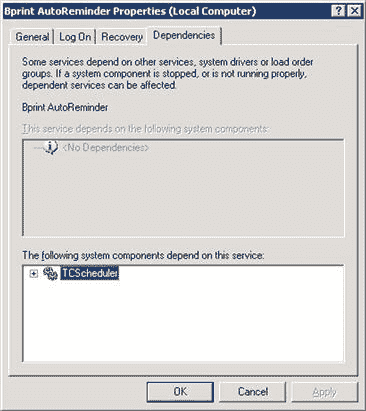 Bprint AutoReminder Properties (Local Computer)
General Log On Recovery Dependencies
Some services depend on other services, system drivers or load order
groups. If a system component is stopped, or is not running properly,
dependent services can be affected.
Bprint AutoReminder
This service depends on the following system components:
<No Dependencies>
The following system components depend on this service:
TCScheduler
OK Cancel Apply